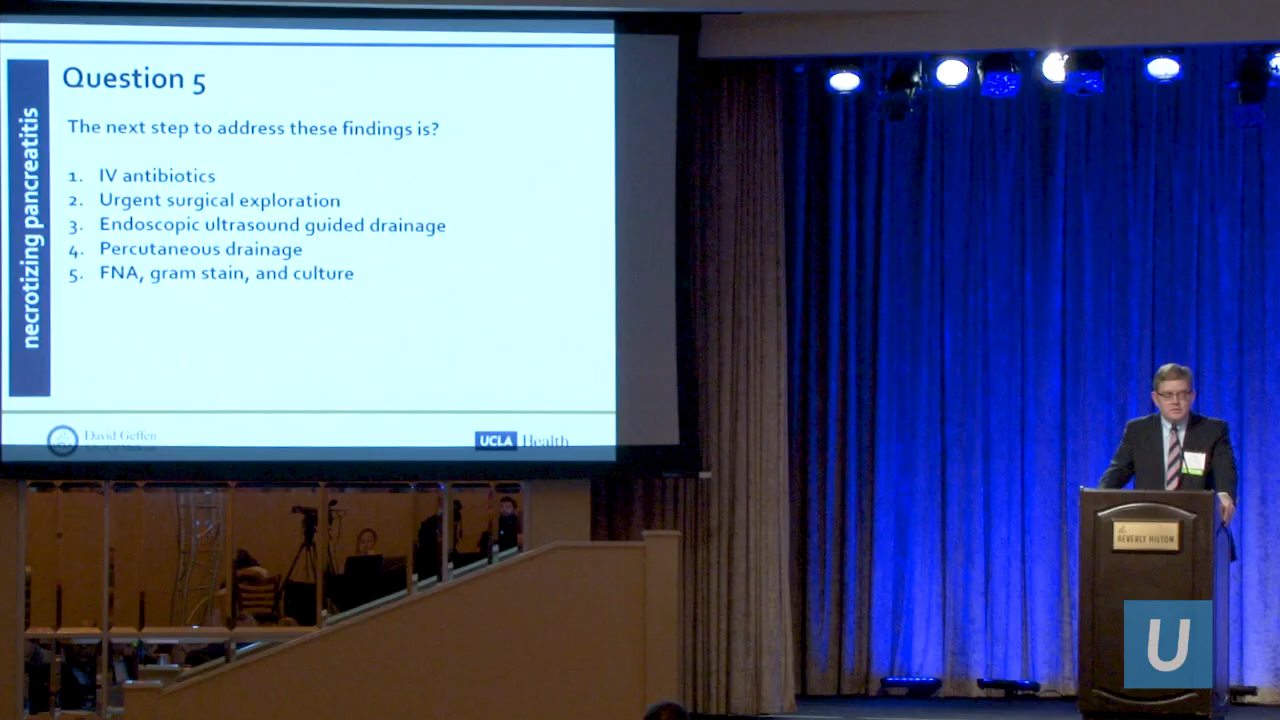 necrotizing pancreatitis
Question 5
The next step to address these findings is?
1. IV antibiotics
2. Urgent surgical exploration
3. Endoscopic ultrasound guided drainage
4. Percutaneous drainage
5. FNA, gram stain, and culture
David Geffen
UCLA Health
the
BEVERLY HILTON
U